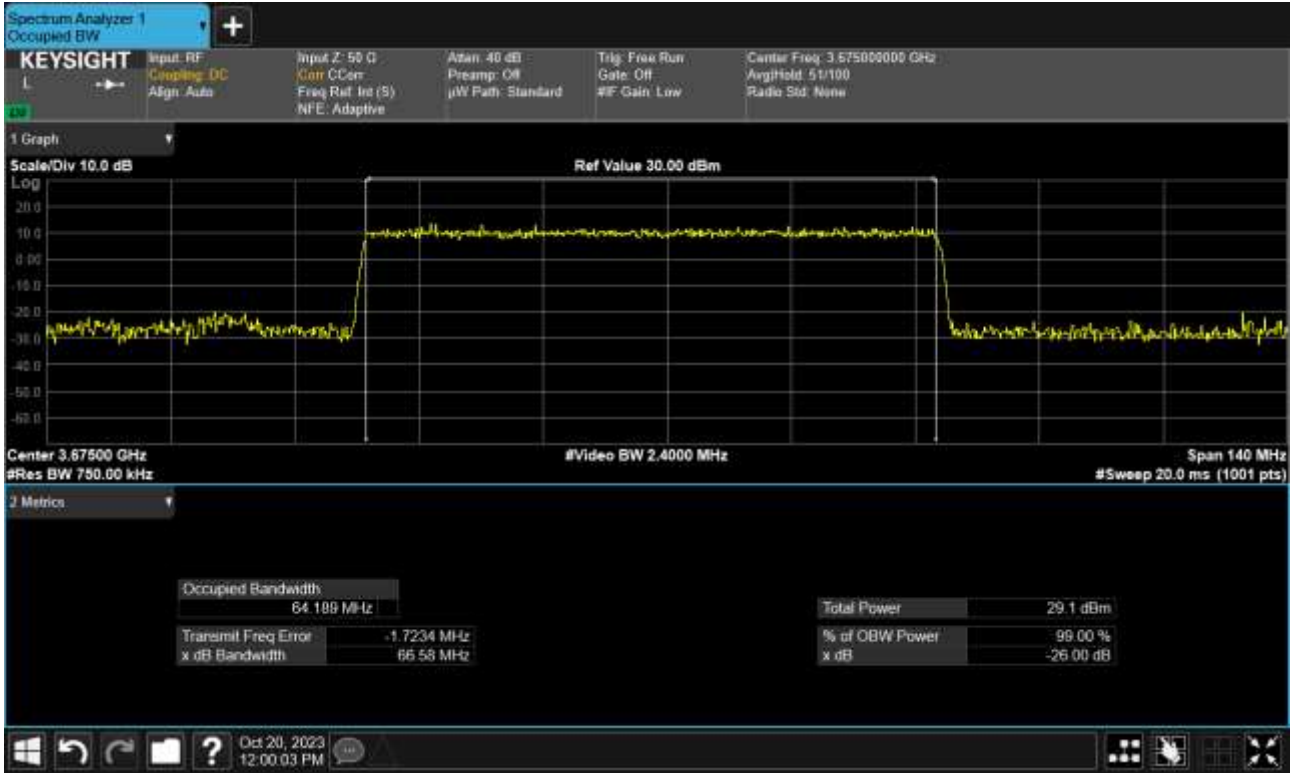 Spectrum Analyzer 1
Occupied BW
KEYSIGHT
L
Input: RF
Coupling: DC
Align: Auto
Input Z: 50 Ω
Corr CCorr
Freq Ref: Int (S)
NFE: Adaptive
Atten: 40 dB
Preamp: Off
µW Path: Standard
Trig: Free Run
Gate: Off
#IF Gain: Low
Center Freq: 3.675000000 GHz
Avg|Hold: 51/100
Radio Std: None
1 Graph
Scale/Div 10.0 dB
Ref Value 30.00 dBm
Log
20.0
10.0
0.00
-10.0
-20.0
-30.0
-40.0
-50.0
-60.0
Center 3.67500 GHz
#Video BW 2.4000 MHz
Span 140 MHz
#Res BW 750.00 kHz
#Sweep 20.0 ms (1001 pts)
2 Metrics
Occupied Bandwidth
64.189 MHz
Total Power 29.1 dBm
Transmit Freq Error -1.7234 MHz
% of OBW Power 99.00 %
x dB Bandwidth 66.58 MHz
x dB -26.00 dB
Oct 20, 2023
12:00:03 PM